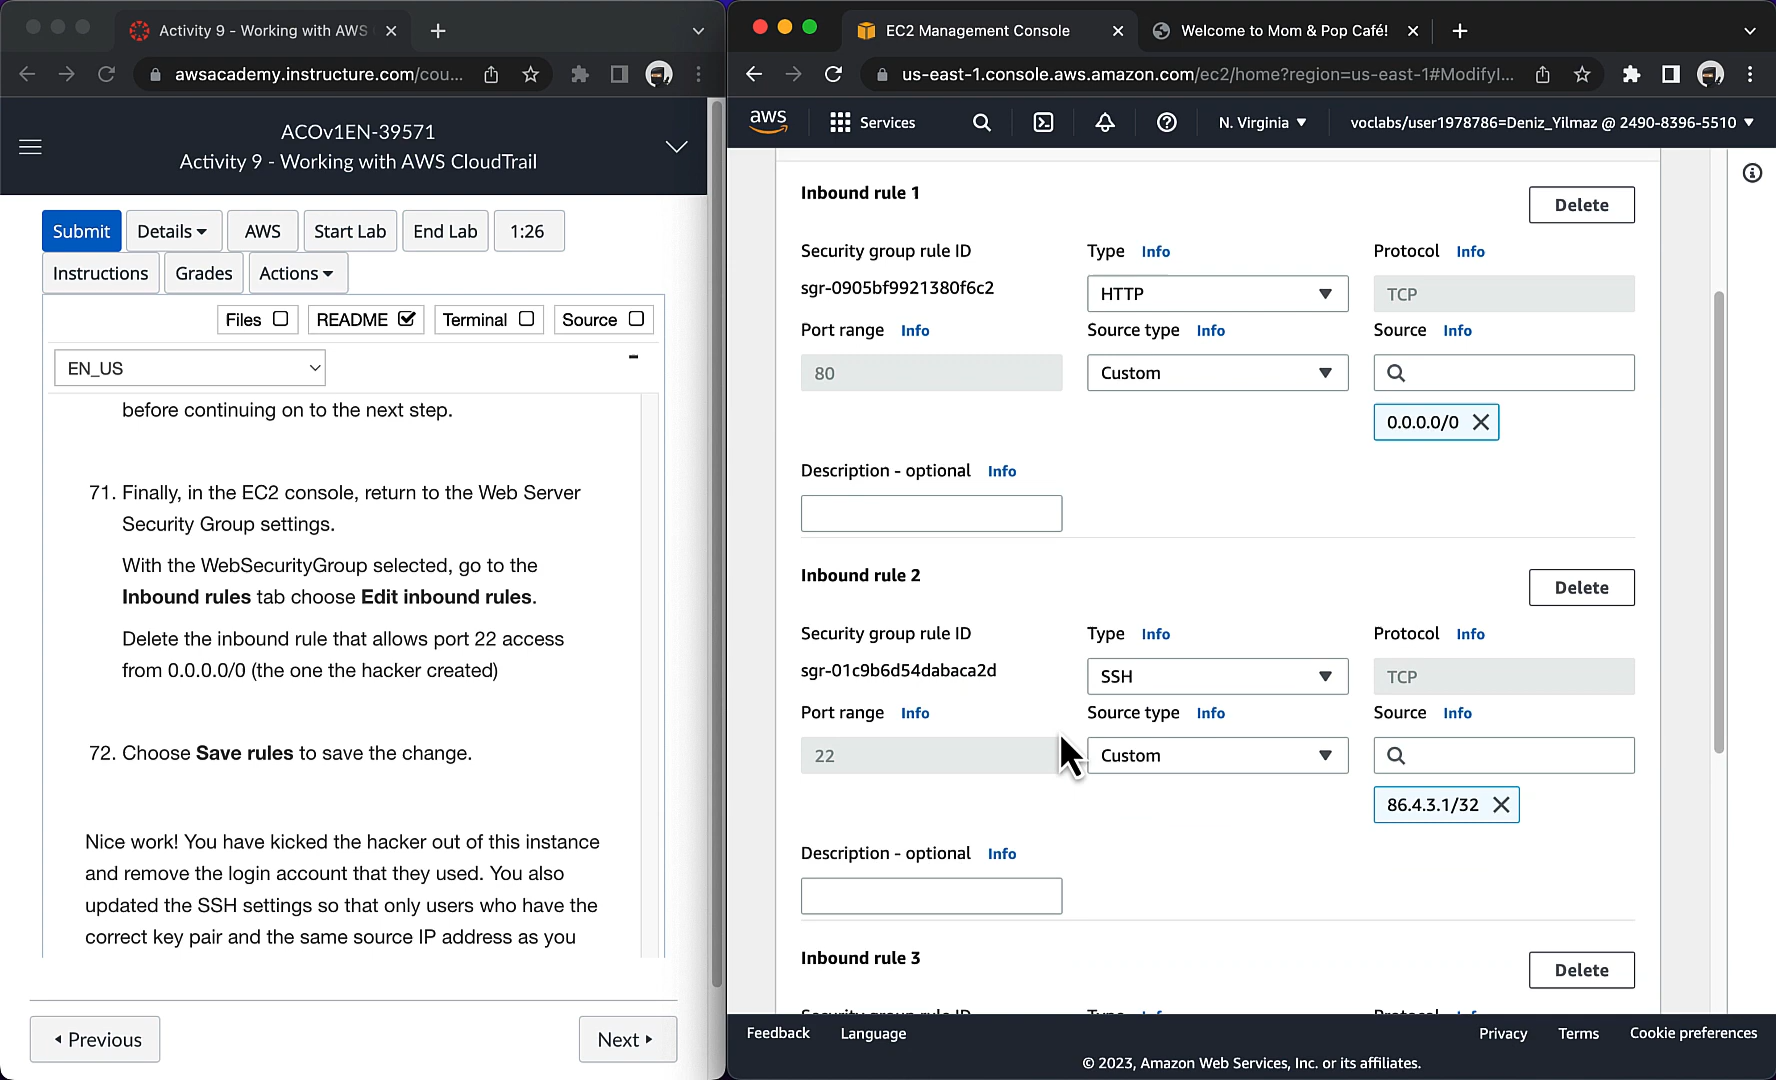 Activity 9 - Working with AWS
awsacademy.instructure.com/cou...
ACOv1EN-39571
Activity 9 - Working with AWS CloudTrail
Submit
Details
AWS
Start Lab
End Lab
1:26
Instructions
Grades
Actions
Files
README
Terminal
Source
EN_US
before continuing on to the next step.
71. Finally, in the EC2 console, return to the Web Server
Security Group settings.
With the WebSecurityGroup selected, go to the
Inbound rules tab choose Edit inbound rules.
Delete the inbound rule that allows port 22 access
from 0.0.0.0/0 (the one the hacker created)
72. Choose Save rules to save the change.
Nice work! You have kicked the hacker out of this instance
and remove the login account that they used. You also
updated the SSH settings so that only users who have the
correct key pair and the same source IP address as you
Previous
Next
EC2 Management Console
Welcome to Mom & Pop Café!
us-east-1.console.aws.amazon.com/ec2/home?region=us-east-1#ModifyI...
aws
Services
N. Virginia
voclabs/user1978786=Deniz_Yilmaz @ 2490-8396-5510
Inbound rule 1
Delete
Security group rule ID
Type Info
Protocol Info
sgr-0905bf9921380f6c2
HTTP
TCP
Port range Info
Source type Info
Source Info
80
Custom
0.0.0.0/0
Description - optional Info
Inbound rule 2
Delete
Security group rule ID
Type Info
Protocol Info
sgr-01c9b6d54dabaca2d
SSH
TCP
Port range Info
Source type Info
Source Info
22
Custom
86.4.3.1/32
Description - optional Info
Inbound rule 3
Delete
Feedback
Language
Privacy
Terms
Cookie preferences
© 2023, Amazon Web Services, Inc. or its affiliates.